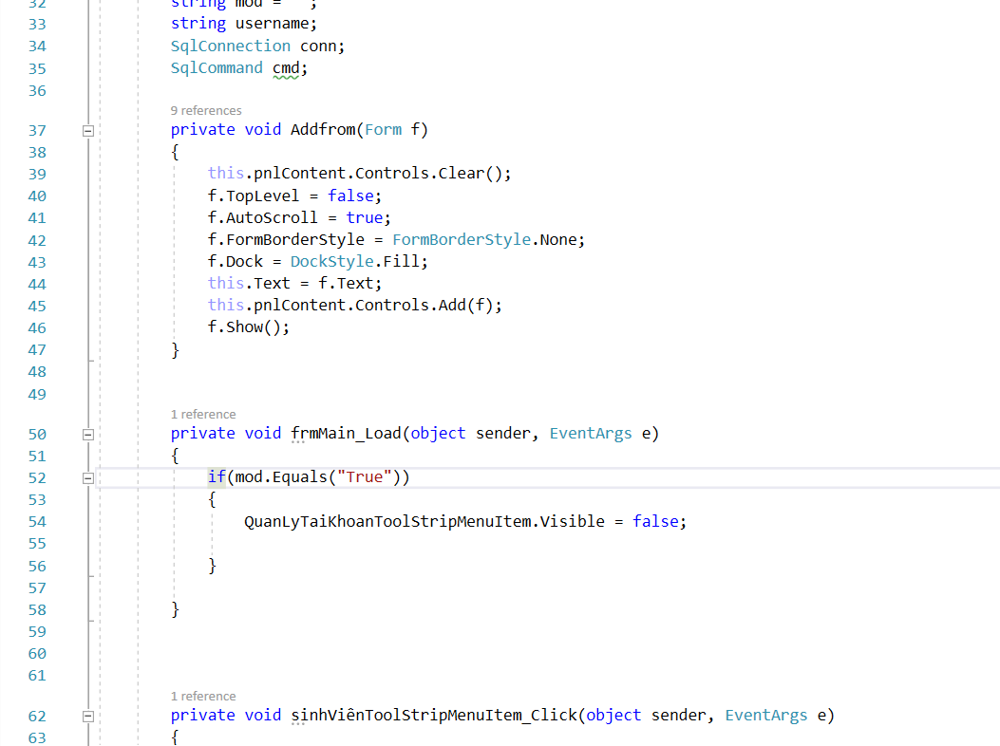 32 string mod = " ";
33 string username;
34 SqlConnection conn;
35 SqlCommand cmd;
36
9 references
37 private void Addfrom(Form f)
38 {
39 this.pnlContent.Controls.Clear();
40 f.TopLevel = false;
41 f.AutoScroll = true;
42 f.FormBorderStyle = FormBorderStyle.None;
43 f.Dock = DockStyle.Fill;
44 this.Text = f.Text;
45 this.pnlContent.Controls.Add(f);
46 f.Show();
47 }
48
49
1 reference
50 private void frmMain_Load(object sender, EventArgs e)
51 {
52 if(mod.Equals("True"))
53 {
54 QuanLyTaiKhoanToolStripMenuItem.Visible = false;
55
56 }
57
58 }
59
60
61
1 reference
62 private void sinhViênToolStripMenuItem_Click(object sender, EventArgs e)
63 {